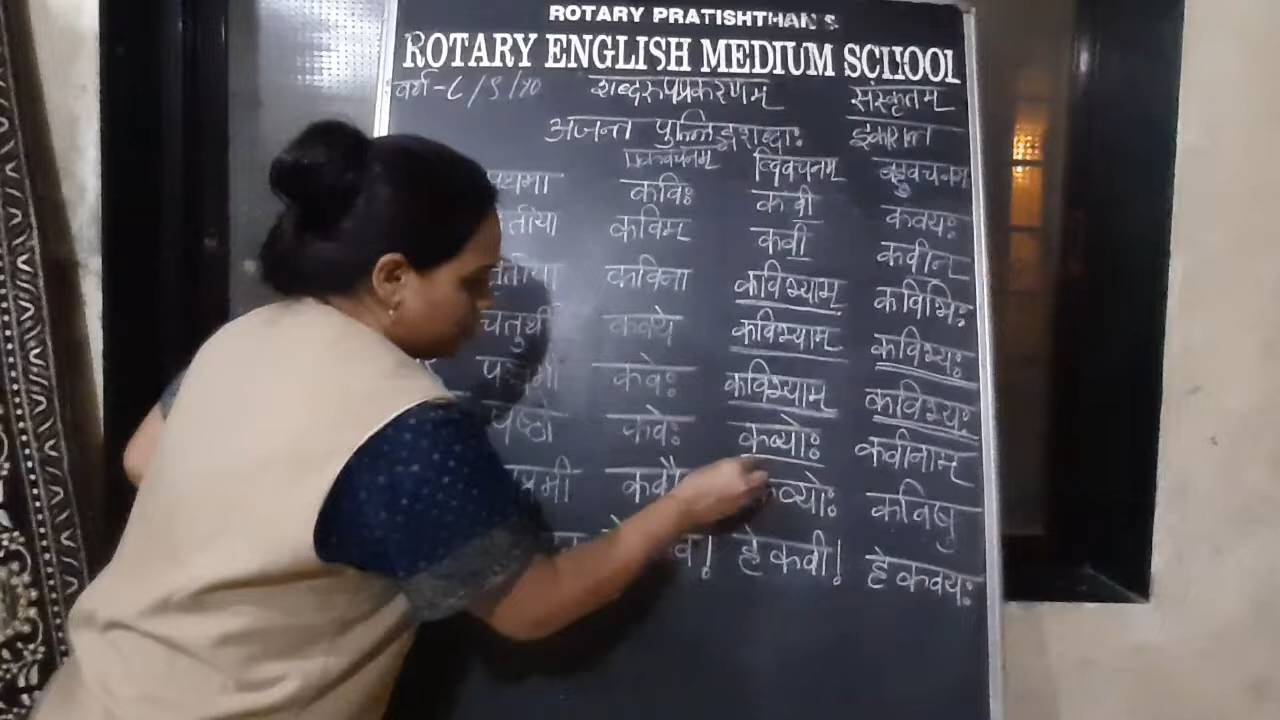 ROTARY PRATISHTHAN'S
ROTARY ENGLISH MEDIUM SCHOOL
वर्ग-८/९/१० शब्दरुपप्रकरणम् संस्कृतम्
अजन्त पुल्लिङ्गशब्दाः इकारान्त
एकवचनम् द्विवचनम् बहुवचनम्
प्रथमा कविः कवी कवयः
तीया कविम् कवी कवीन्
तृतीया कविना कविभ्याम् कविभिः
चतुर्थी कवये कविभ्याम् कविभ्यः
पञ्चमी कवेः कविभ्याम् कविभ्यः
षष्ठी कवेः कव्योः कवीनाम्
प्तमी कवौ व्योः कविषु
वे! हे कवी! हे कवयः